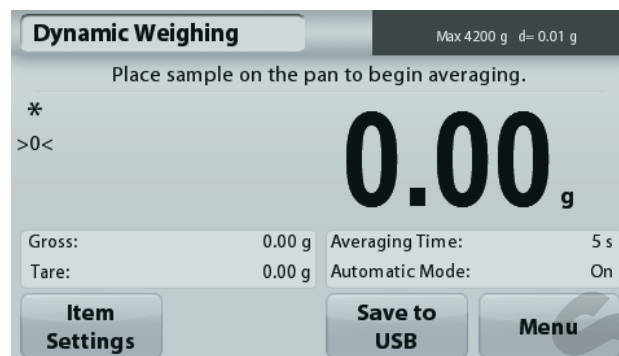 Dynamic Weighing
Max 4200 g d= 0.01 g
Place sample on the pan to begin averaging.
*
>0<
0.00 g
Gross: 0.00 g
Tare: 0.00 g
Averaging Time: 5 s
Automatic Mode: On
Item
Settings
Save to
USB
Menu